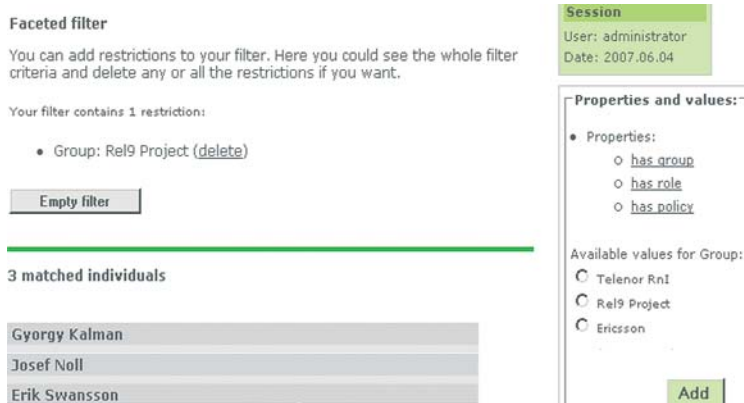 Faceted filter
You can add restrictions to your filter. Here you could see the whole filter
criteria and delete any or all the restrictions if you want.
Your filter contains 1 restriction:
Group: Rel9 Project (delete)
Empty filter
3 matched individuals
Gyorgy Kalman
Josef Noll
Erik Swansson
Session
User: administrator
Date: 2007.06.04
Properties and values:
Properties:
has group
has role
has policy
Available values for Group:
Telenor RnI
Rel9 Project
Ericsson
Add